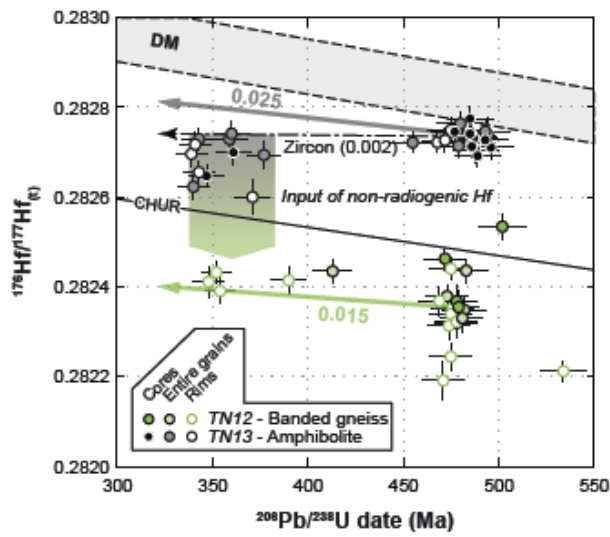 0.2830
DM
0.2828
0.025
Zircon (0.002)
0.2826
Input of non-radiogenic Hf
CHUR
0.2824
0.015
0.2822
Cores
Entire grains
Rims
TN12 - Banded gneiss
TN13 - Amphibolite
0.2820
300 350 400 450 500 550
¹⁷⁶Hf/¹⁷⁷Hf₍ₜ₎
²⁰⁶Pb/²³⁸U date (Ma)